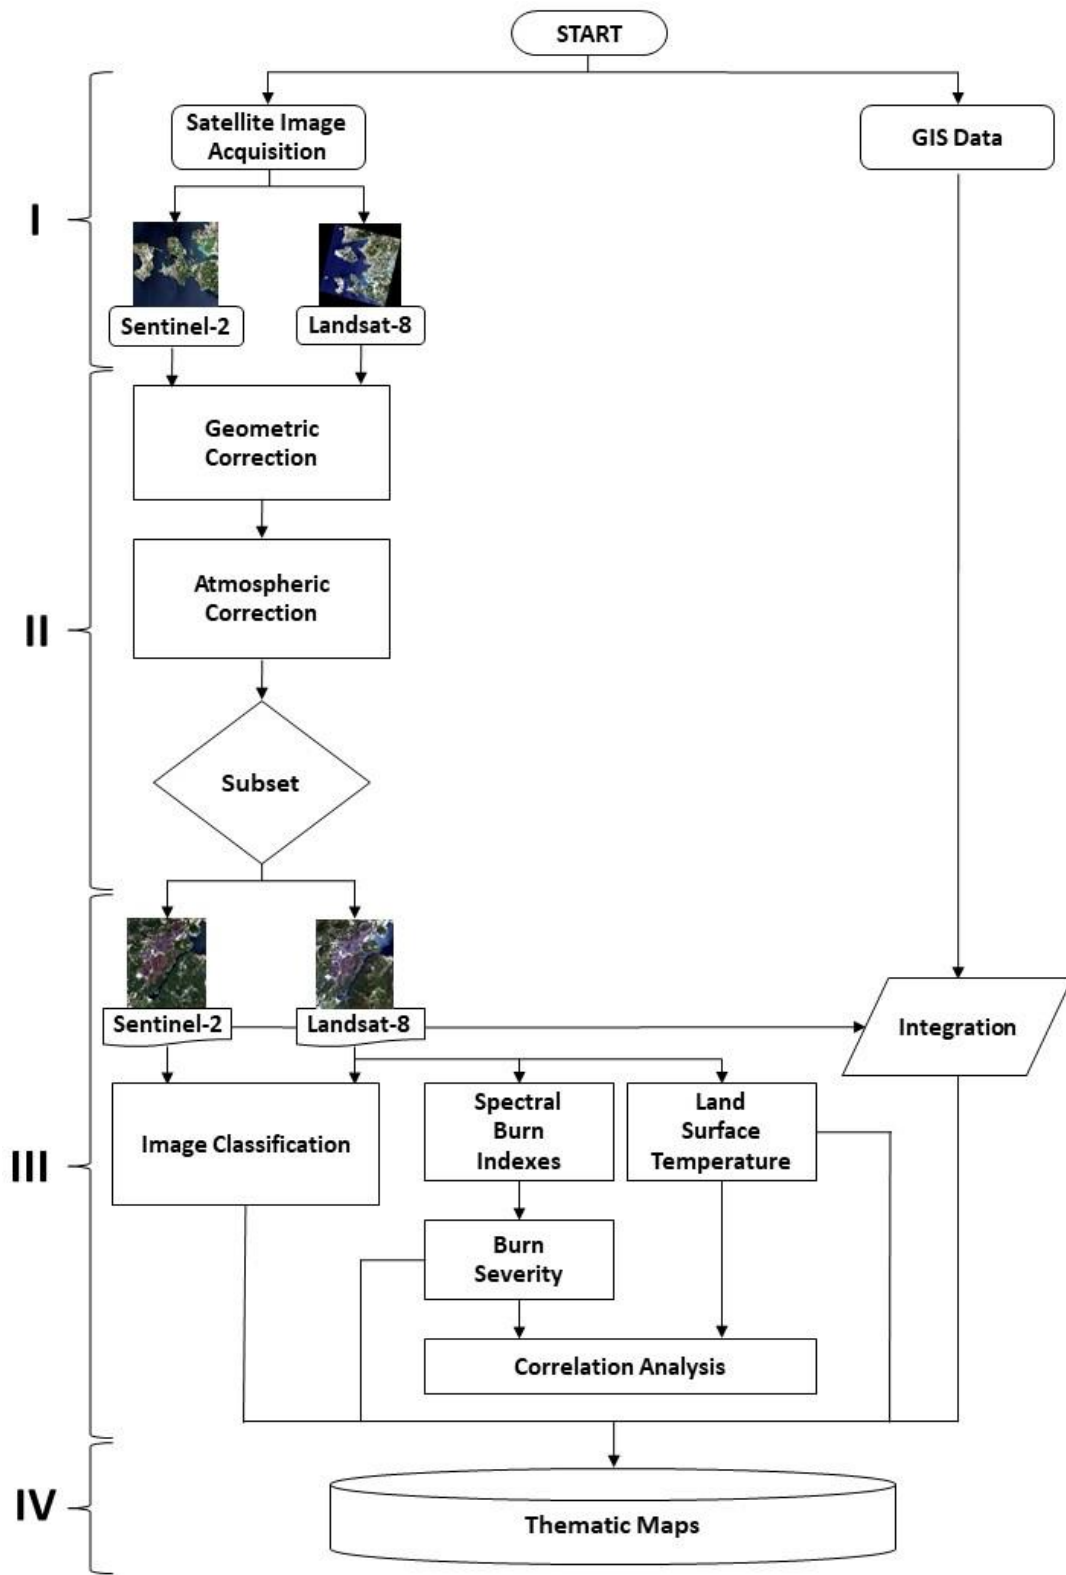 START
Satellite Image
Acquisition
GIS Data
I
Sentinel-2
Landsat-8
Geometric
Correction
Atmospheric
Correction
II
Subset
Sentinel-2
Landsat-8
Integration
Image Classification
Spectral
Burn
Indexes
Land
Surface
Temperature
III
Burn
Severity
Correlation Analysis
IV
Thematic Maps